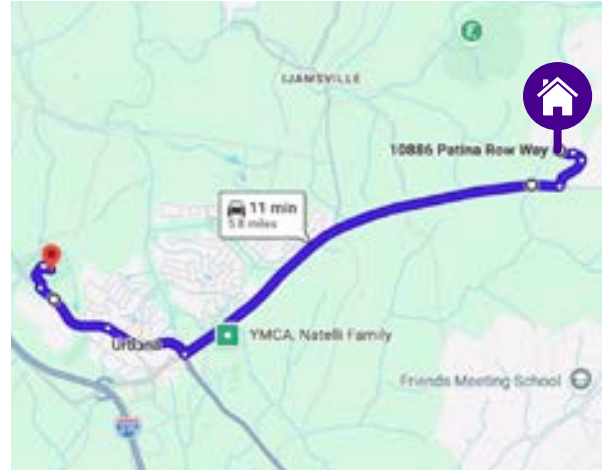 IJAMSVILLE
10886 Patina Row Way
11 min
5.8 miles
Urbana
YMCA, Natelli Family
Friends Meeting School